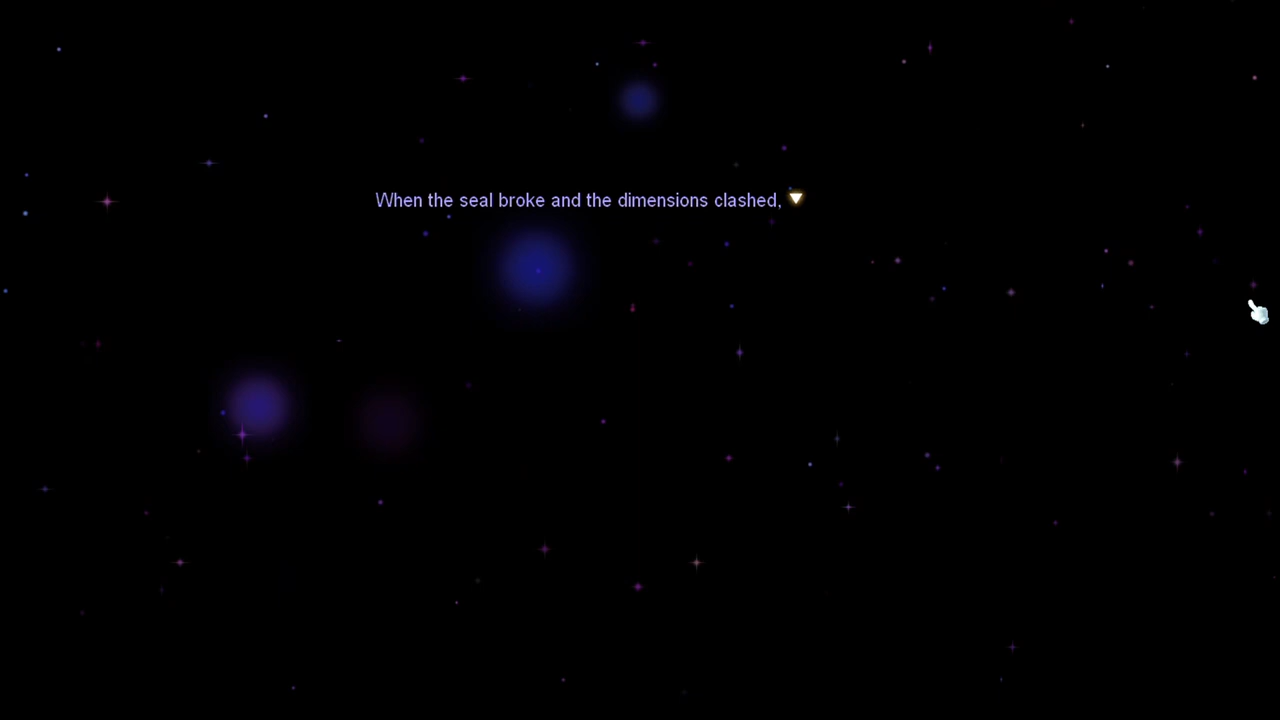 When the seal broke and the dimensions clashed,